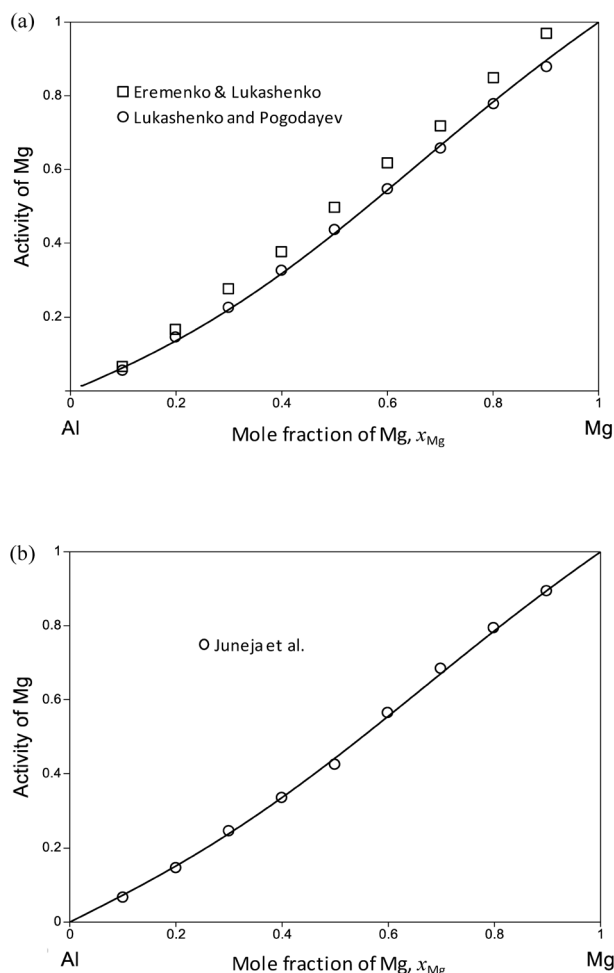 (a)
1
0.8
0.6
0.4
0.2
Activity of Mg
Eremenko & Lukashenko
Lukashenko and Pogodayev
0 0.2 0.4 0.6 0.8 1
Al Mole fraction of Mg, xMg Mg
(b)
1
0.8
0.6
0.4
0.2
0
Activity of Mg
Juneja et al.
0 0.2 0.4 0.6 0.8 1
Al Mole fraction of Mg, xMg Mg